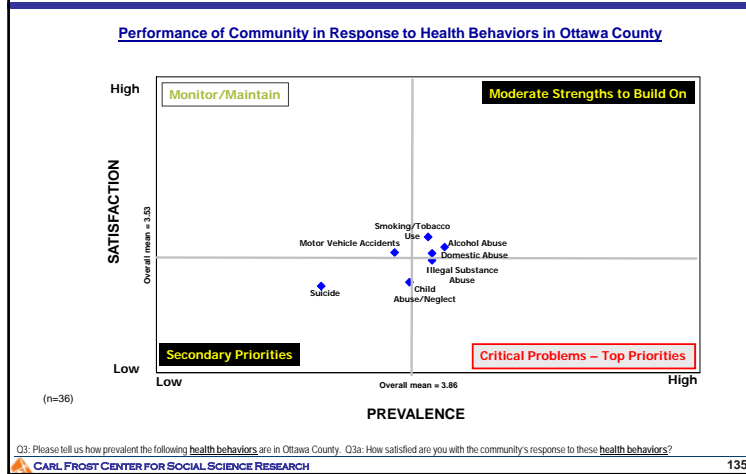 Performance of Community in Response to Health Behaviors in Ottawa County
High
Monitor/Maintain
Moderate Strengths to Build On
SATISFACTION
Overall mean = 3.53
Smoking/Tobacco
Use
Motor Vehicle Accidents
Alcohol Abuse
Domestic Abuse
Illegal Substance
Abuse
Suicide
Child
Abuse/Neglect
Secondary Priorities
Critical Problems – Top Priorities
Low
Low
Overall mean = 3.86
High
(n=36)
PREVALENCE
Q3: Please tell us how prevalent the following health behaviors are in Ottawa County. Q3a: How satisfied are you with the community's response to these health behaviors?
CARL FROST CENTER FOR SOCIAL SCIENCE RESEARCH
135